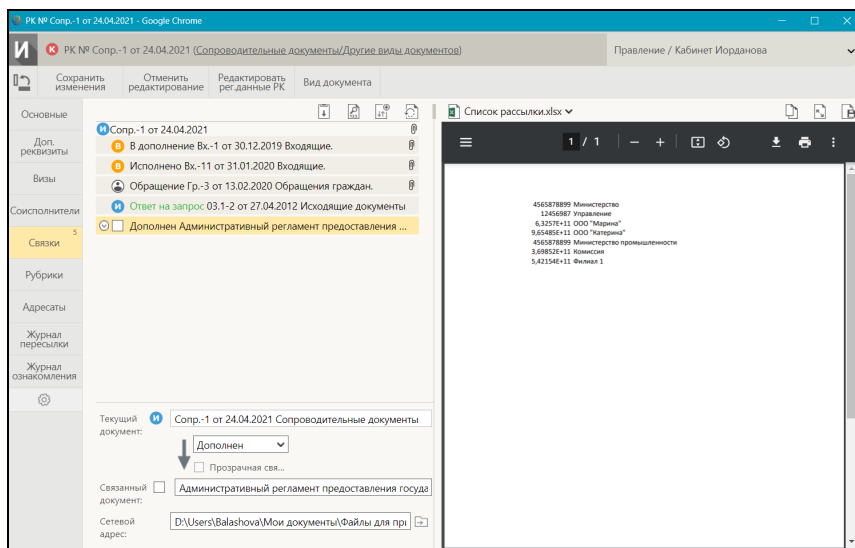 РК № Сопр.-1 от 24.04.2021 - Google Chrome
И
К РК № Сопр.-1 от 24.04.2021 (Сопроводительные документы/Другие виды документов)
Правление / Кабинет Иорданова
Сохранить изменения
Отменить редактирование
Редактировать рег.данные РК
Вид документа
Основные
Доп. реквизиты
Визы
Соисполнители
Связки 5
Рубрики
Адресаты
Журнал пересылки
Журнал ознакомления
И Сопр.-1 от 24.04.2021
В В дополнение Вх.-1 от 30.12.2019 Входящие.
В Исполнено Вх.-11 от 31.01.2020 Входящие.
Обращение Гр.-3 от 13.02.2020 Обращения граждан.
И Ответ на запрос 03.1-2 от 27.04.2012 Исходящие документы
Дополнен Административный регламент предоставления ...
Текущий документ:
И Сопр.-1 от 24.04.2021 Сопроводительные документы
Дополнен
Прозрачная свя...
Связанный документ:
Административный регламент предоставления госуда
Сетевой адрес:
D:\Users\Balashova\Мои документы\Файлы для при
Список рассылки.xlsx
1 / 1
4565878899 Министерство
12456987 Управление
6,3257E+11 ООО "Марина"
9,65485E+11 ООО "Катерина"
4565878899 Министерство промышленности
3,69852E+11 Комиссия
5,42154E+11 Филиал 1